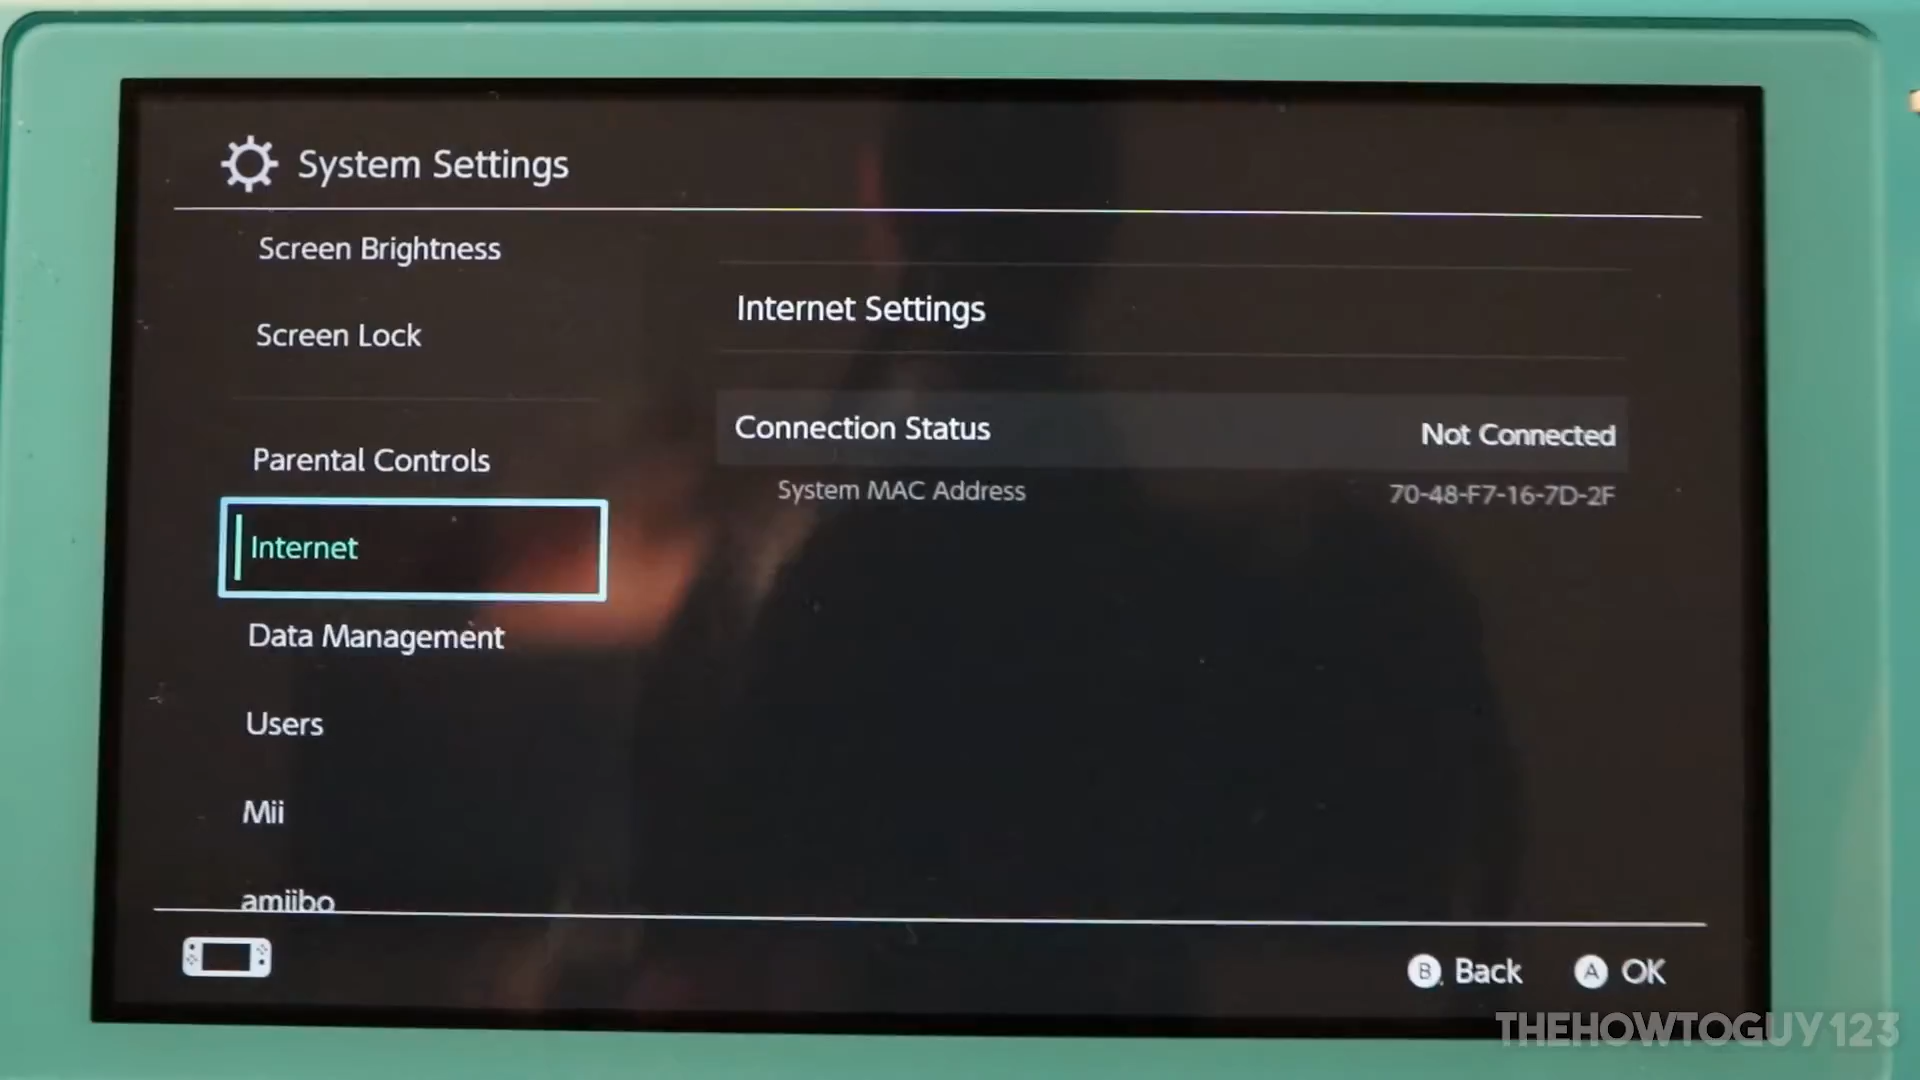 System Settings
Screen Brightness
Screen Lock
Parental Controls
Internet
Data Management
Users
Mii
amiibo
Internet Settings
Connection Status Not Connected
System MAC Address 70-48-F7-16-7D-2F
B Back A OK
THEHOWTOGUY123